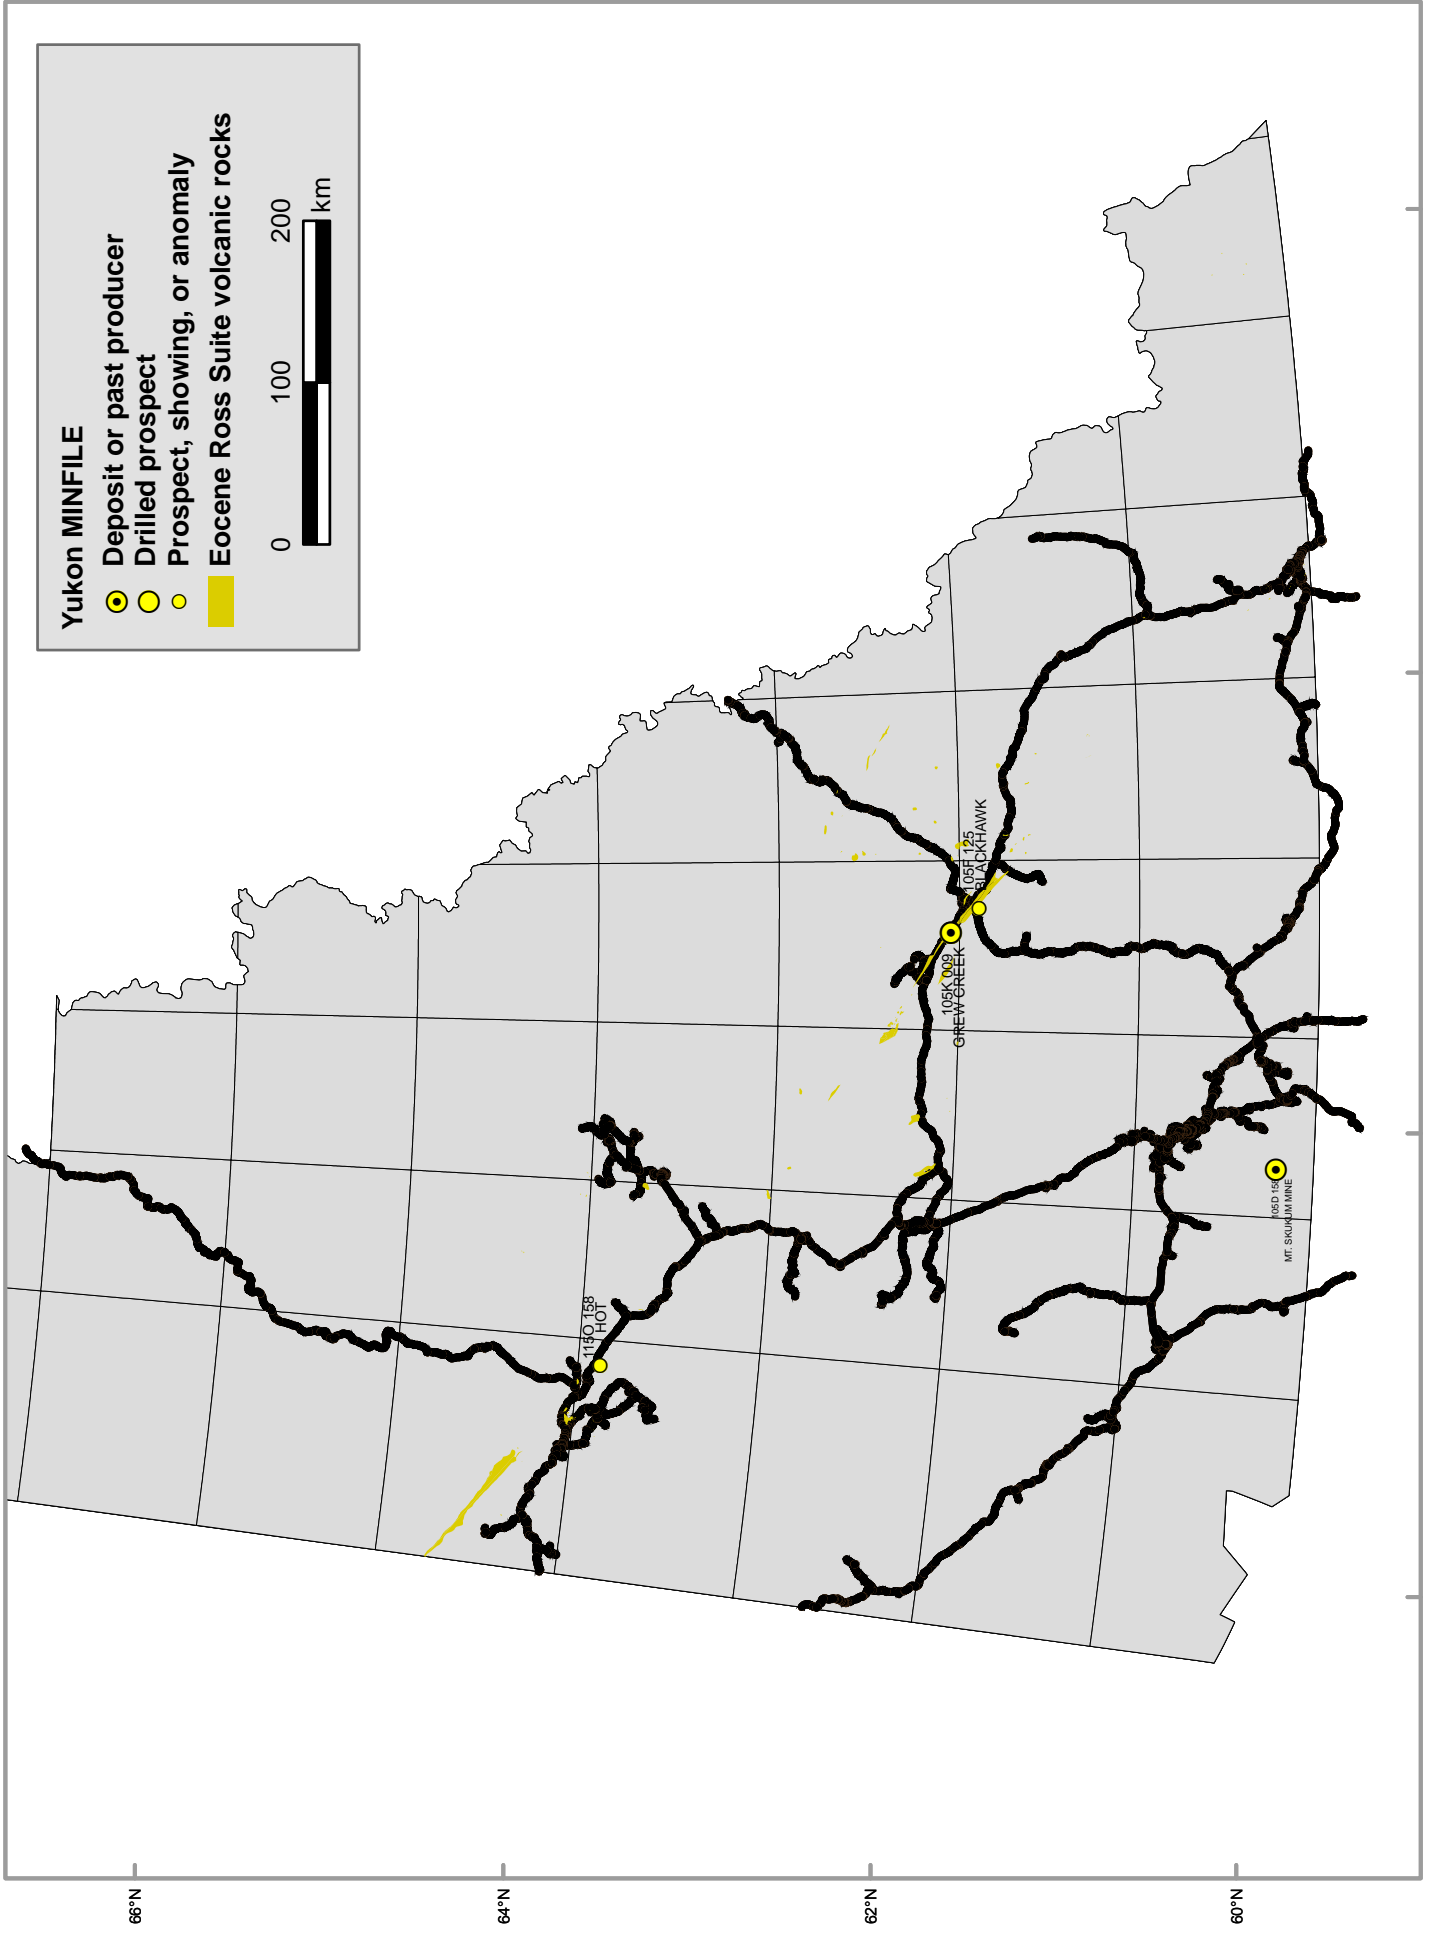 Yukon MINFILE
Deposit or past producer
Drilled prospect
Prospect, showing, or anomaly
Eocene Ross Suite volcanic rocks
0 100 200
km
105F 125
BLACKHAWK
105K 009
GREW CREEK
115O 158
HOT
105D 158
MT. SKUKUM MINE
66°N
64°N
62°N
60°N